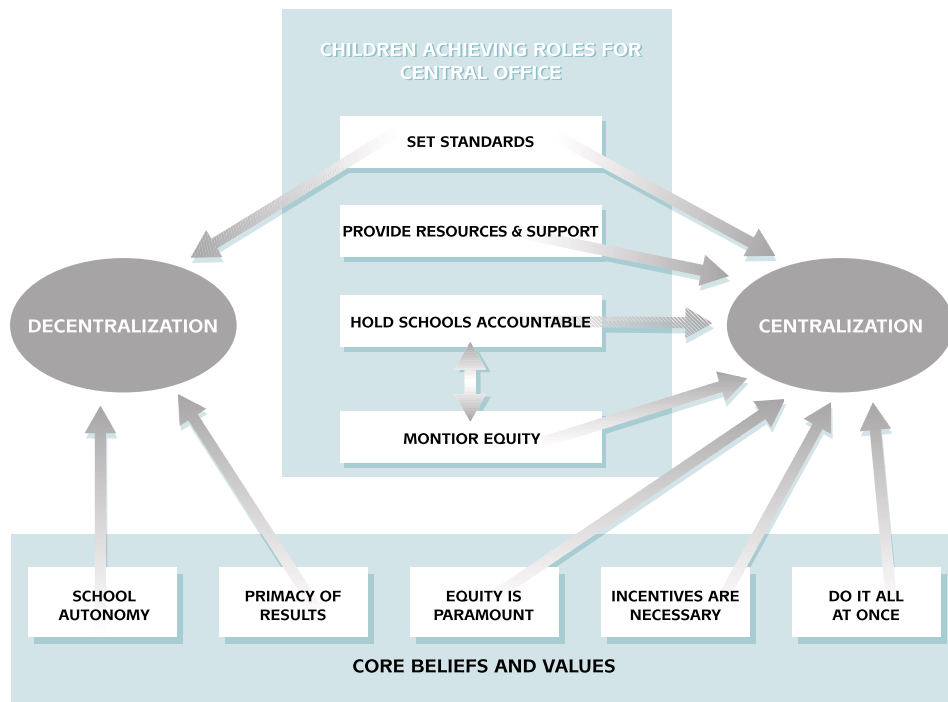 CHILDREN ACHIEVING ROLES FOR
CENTRAL OFFICE
SET STANDARDS
PROVIDE RESOURCES & SUPPORT
DECENTRALIZATION
HOLD SCHOOLS ACCOUNTABLE
CENTRALIZATION
MONTIOR EQUITY
SCHOOL
AUTONOMY
PRIMACY OF
RESULTS
EQUITY IS
PARAMOUNT
INCENTIVES ARE
NECESSARY
DO IT ALL
AT ONCE
CORE BELIEFS AND VALUES